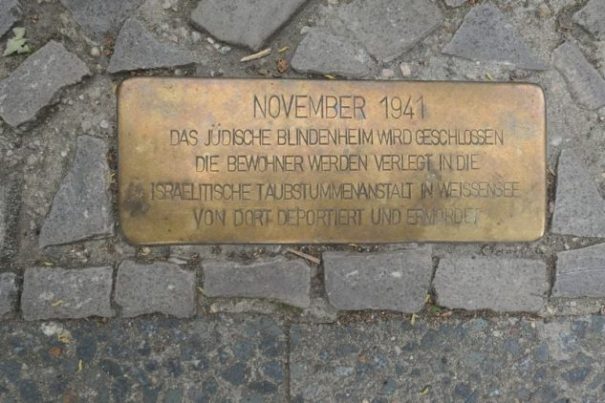 NOVEMBER 1941
DAS JÜDISCHE BLINDENHEIM WIRD GESCHLOSSEN
DIE BEWOHNER WERDEN VERLEGT IN DIE
ISRAELITISCHE TAUBSTUMMENANSTALT IN WEISSENSEE
VON DORT DEPORTIERT UND ERMORDET